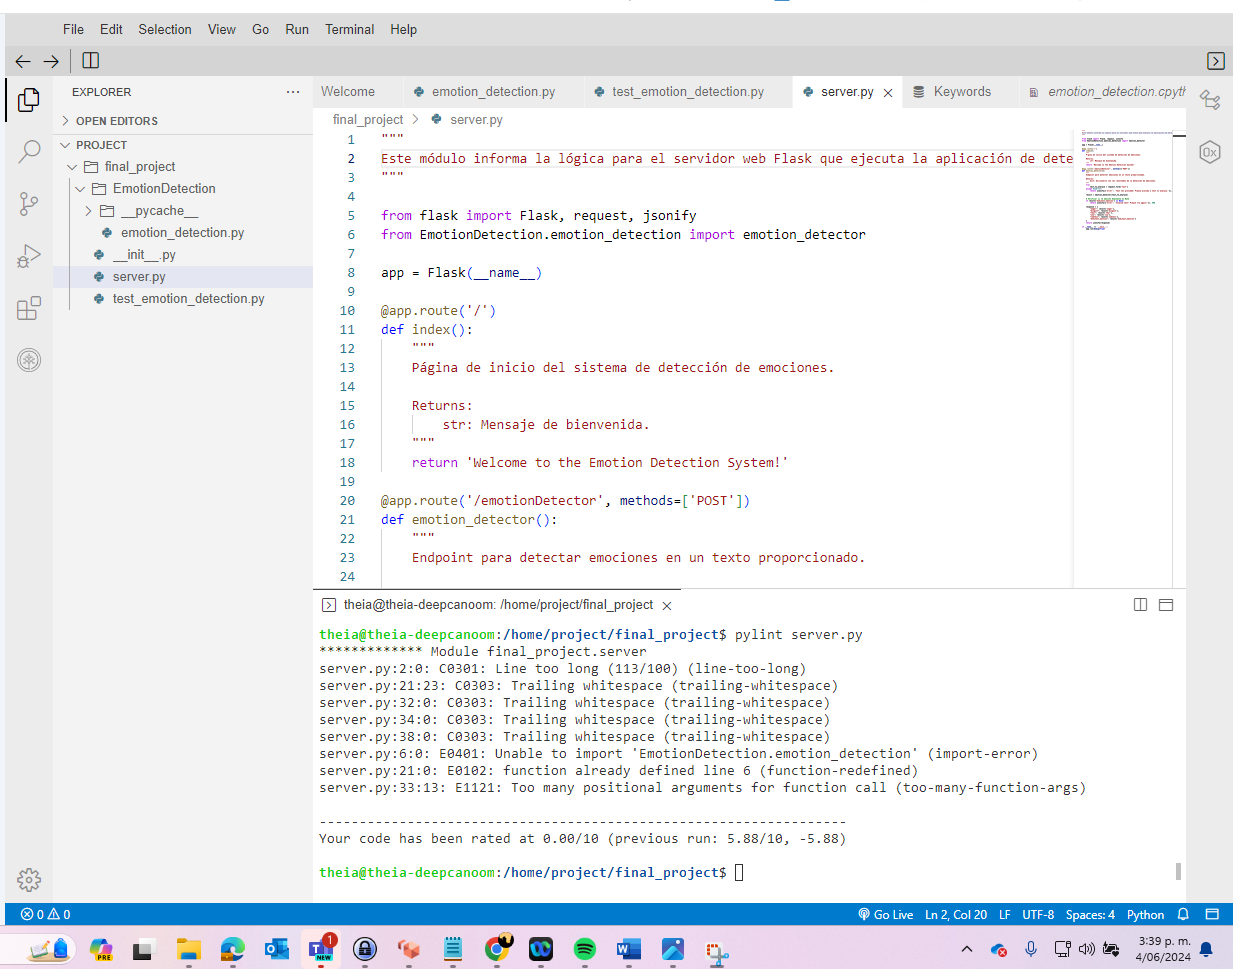 File Edit Selection View Go Run Terminal Help
EXPLORER
OPEN EDITORS
PROJECT
final_project
EmotionDetection
__pycache__
emotion_detection.py
__init__.py
server.py
test_emotion_detection.py
Welcome emotion_detection.py test_emotion_detection.py server.py Keywords emotion_detection.cpyth
final_project > server.py
1 """
2 Este módulo informa la lógica para el servidor web Flask que ejecuta la aplicación de dete
3 """
4
5 from flask import Flask, request, jsonify
6 from EmotionDetection.emotion_detection import emotion_detector
7
8 app = Flask(__name__)
9
10 @app.route('/')
11 def index():
12 """
13 Página de inicio del sistema de detección de emociones.
14
15 Returns:
16 str: Mensaje de bienvenida.
17 """
18 return 'Welcome to the Emotion Detection System!'
19
20 @app.route('/emotionDetector', methods=['POST'])
21 def emotion_detector():
22 """
23 Endpoint para detectar emociones en un texto proporcionado.
24
theia@theia-deepcanoom: /home/project/final_project
theia@theia-deepcanoom:/home/project/final_project$ pylint server.py
************* Module final_project.server
server.py:2:0: C0301: Line too long (113/100) (line-too-long)
server.py:21:23: C0303: Trailing whitespace (trailing-whitespace)
server.py:32:0: C0303: Trailing whitespace (trailing-whitespace)
server.py:34:0: C0303: Trailing whitespace (trailing-whitespace)
server.py:38:0: C0303: Trailing whitespace (trailing-whitespace)
server.py:6:0: E0401: Unable to import 'EmotionDetection.emotion_detection' (import-error)
server.py:21:0: E0102: function already defined line 6 (function-redefined)
server.py:33:13: E1121: Too many positional arguments for function call (too-many-function-args)
------------------------------------------------------------------
Your code has been rated at 0.00/10 (previous run: 5.88/10, -5.88)
theia@theia-deepcanoom:/home/project/final_project$
0 0 Go Live Ln 2, Col 20 LF UTF-8 Spaces: 4 Python
PRE
NEW
1
3:39 p. m.
4/06/2024